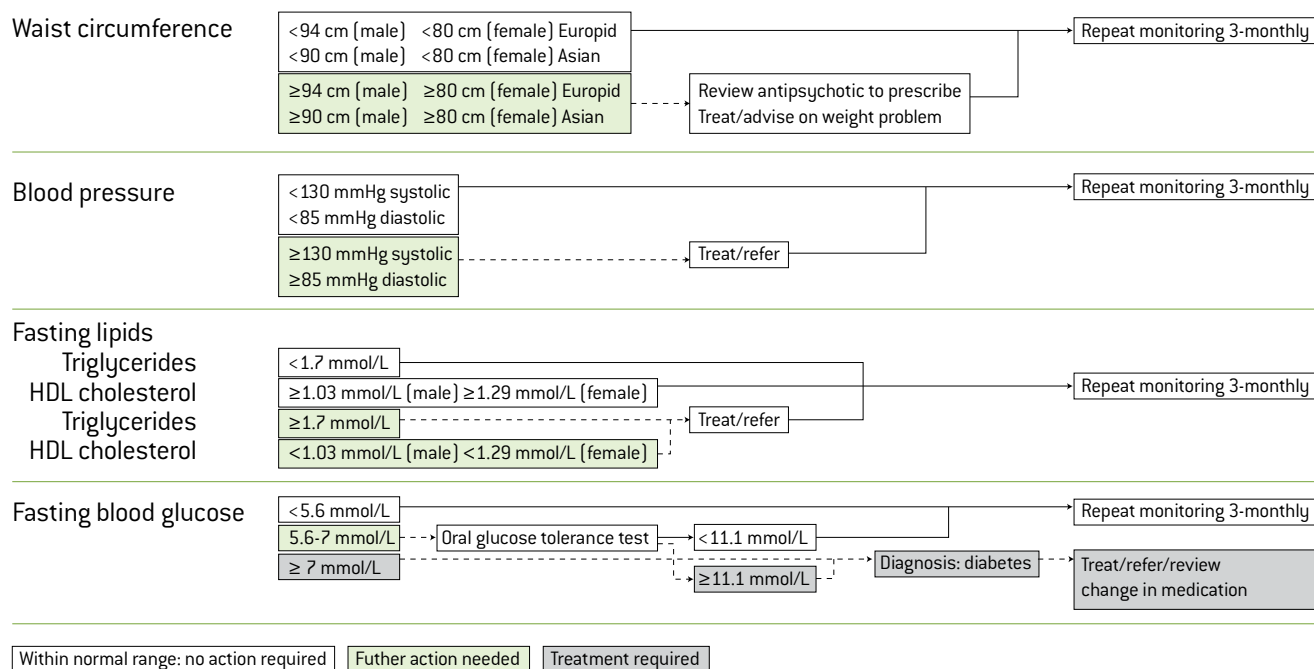 Waist circumference
<94 cm (male) <80 cm (female) Europid
<90 cm (male) <80 cm (female) Asian
Repeat monitoring 3-monthly
≥94 cm (male) ≥80 cm (female) Europid
≥90 cm (male) ≥80 cm (female) Asian
Review antipsychotic to prescribe
Treat/advise on weight problem
Blood pressure
<130 mmHg systolic
<85 mmHg diastolic
Repeat monitoring 3-monthly
≥130 mmHg systolic
≥85 mmHg diastolic
Treat/refer
Fasting lipids
Triglycerides
<1.7 mmol/L
HDL cholesterol
≥1.03 mmol/L (male) ≥1.29 mmol/L (female)
Repeat monitoring 3-monthly
Triglycerides
≥1.7 mmol/L
Treat/refer
HDL cholesterol
<1.03 mmol/L (male) <1.29 mmol/L (female)
Fasting blood glucose
<5.6 mmol/L
Repeat monitoring 3-monthly
5.6-7 mmol/L
Oral glucose tolerance test
<11.1 mmol/L
≥ 7 mmol/L
≥11.1 mmol/L
Diagnosis: diabetes
Treat/refer/review
change in medication
Within normal range: no action required
Futher action needed
Treatment required